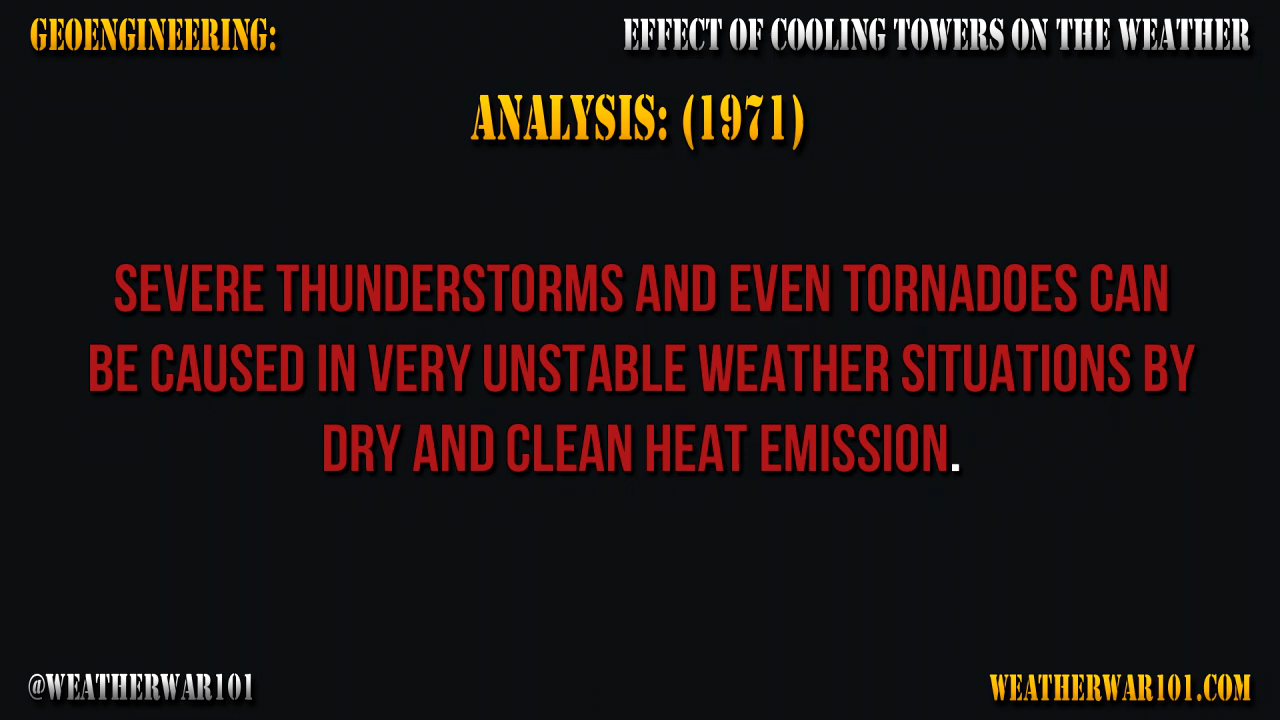 GEOENGINEERING:
EFFECT OF COOLING TOWERS ON THE WEATHER
ANALYSIS: (1971)
SEVERE THUNDERSTORMS AND EVEN TORNADOES CAN
BE CAUSED IN VERY UNSTABLE WEATHER SITUATIONS BY
DRY AND CLEAN HEAT EMISSION.
@WEATHERWAR101
WEATHERWAR101.COM